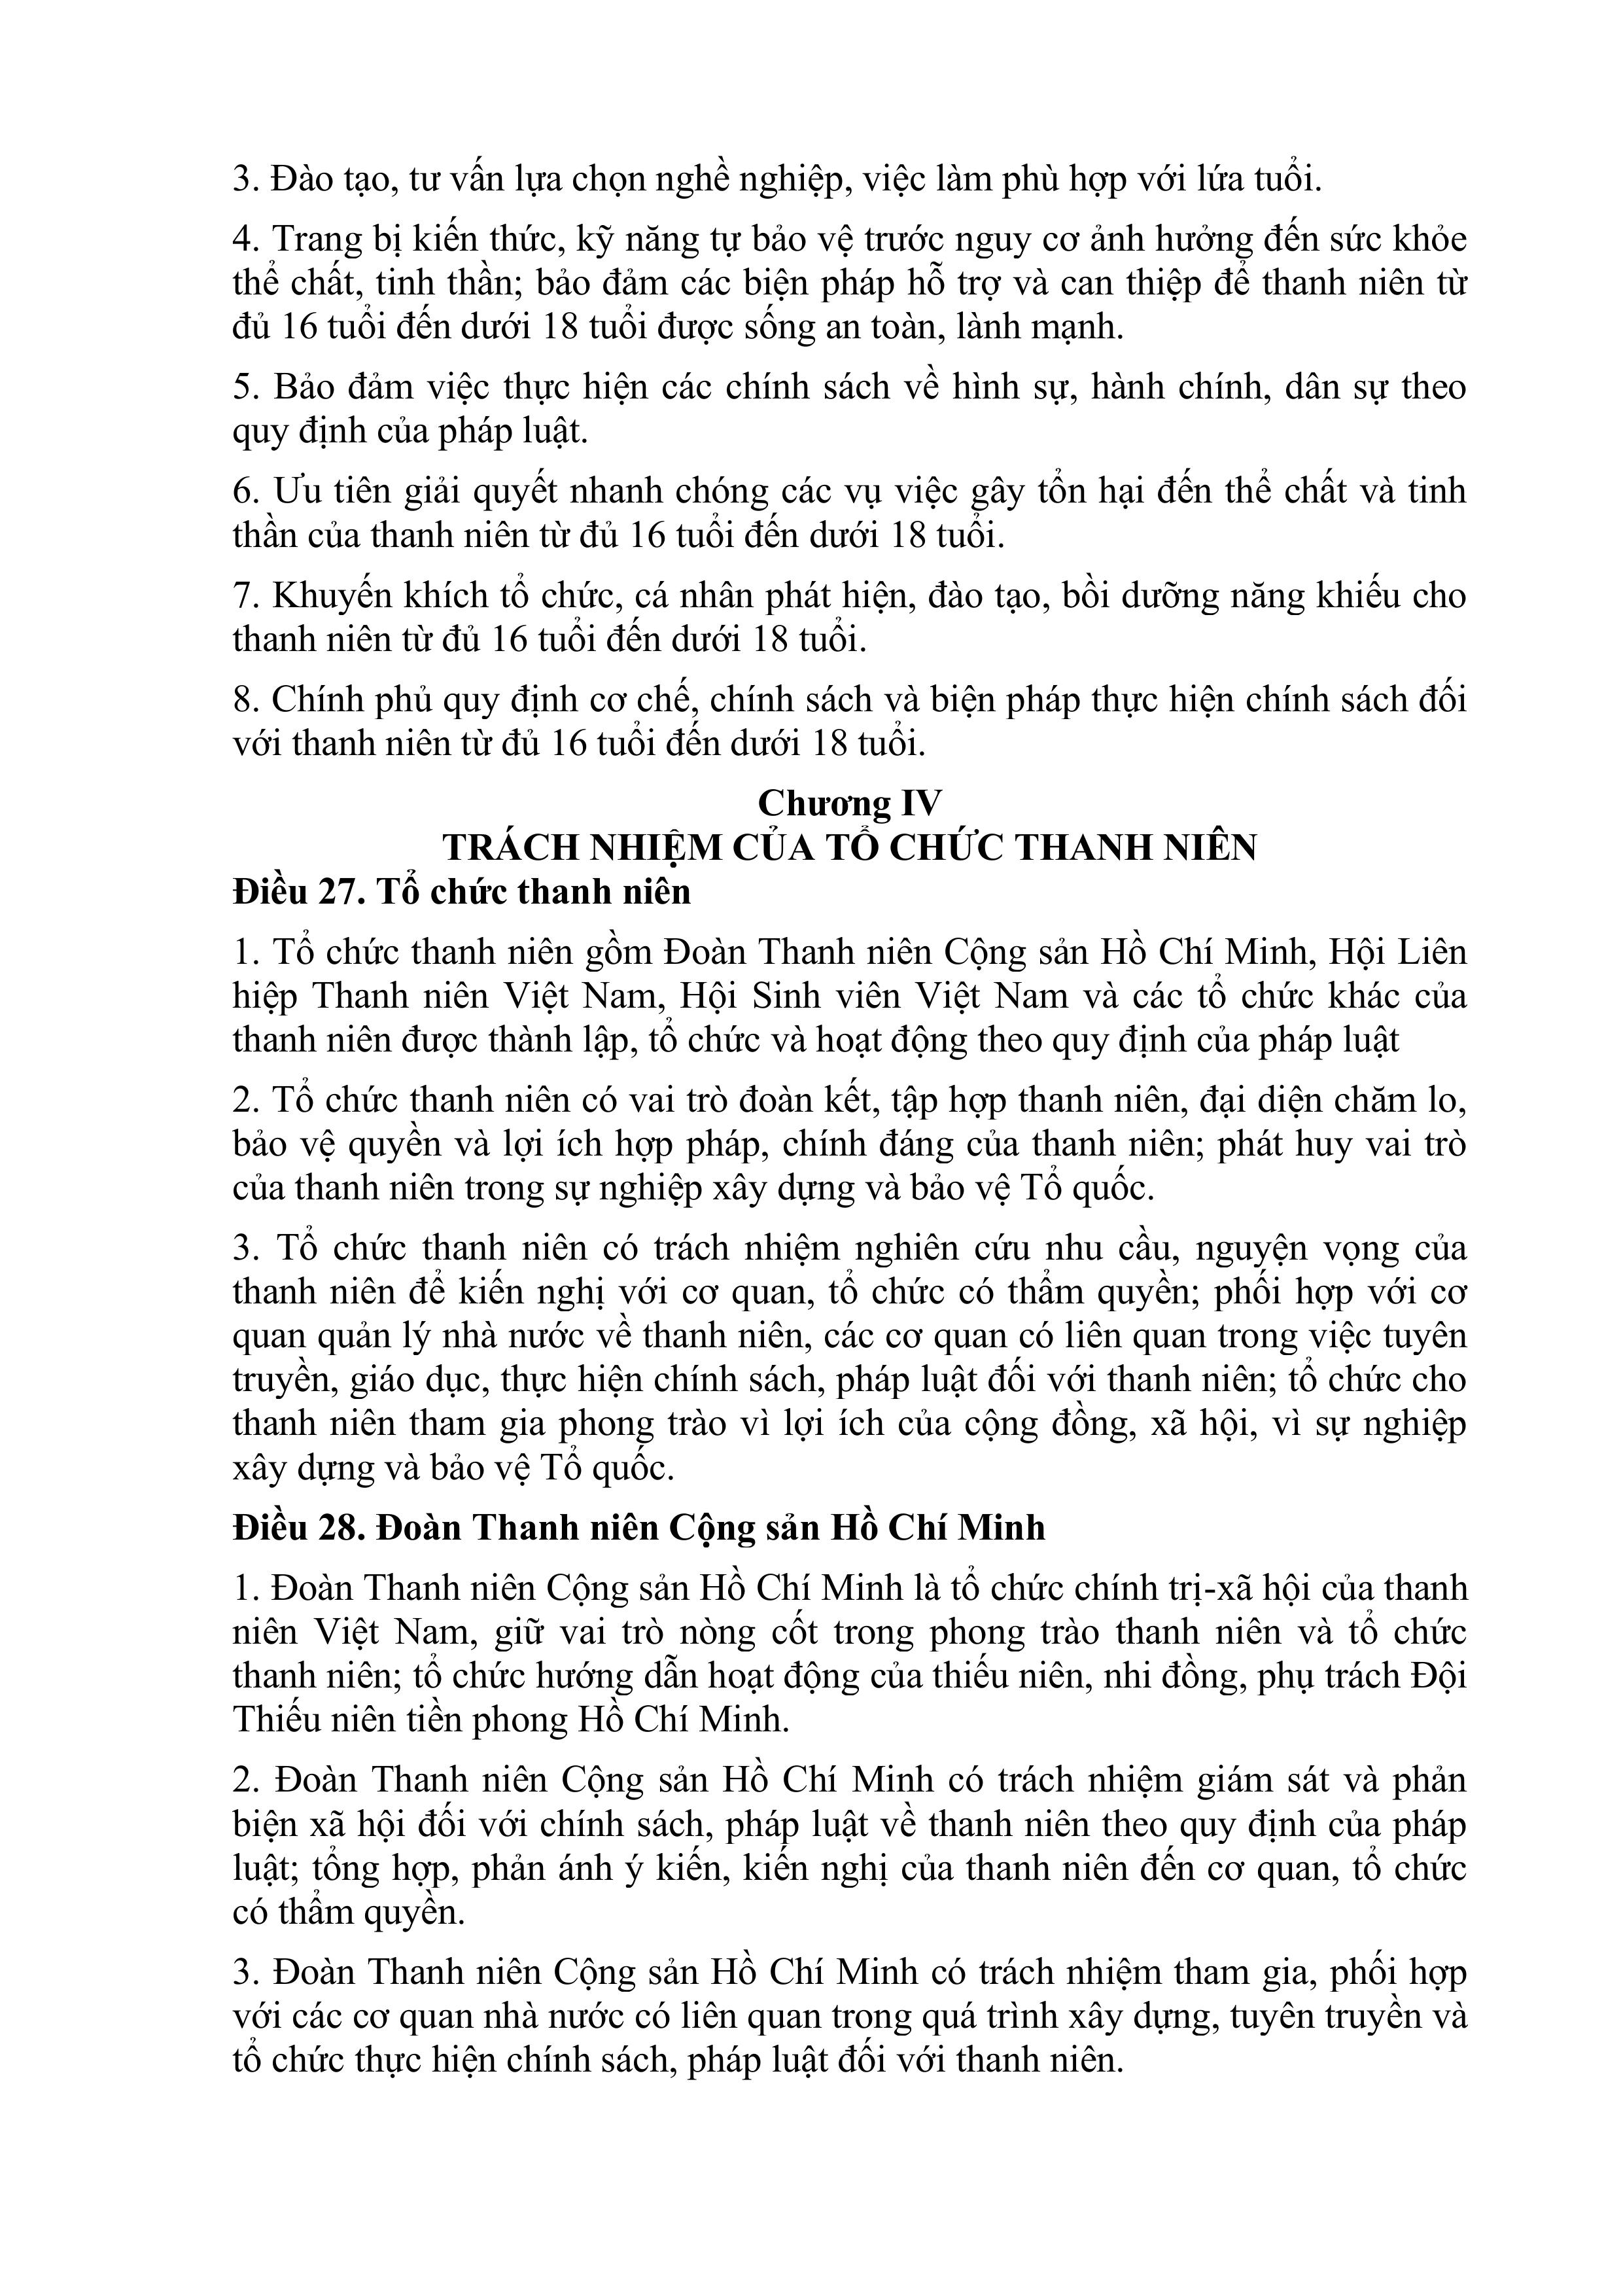 3. Đào tạo, tư vấn lựa chọn nghề nghiệp, việc làm phù hợp với lứa tuổi.
4. Trang bị kiến thức, kỹ năng tự bảo vệ trước nguy cơ ảnh hưởng đến sức khỏe
thể chất, tinh thần; bảo đảm các biện pháp hỗ trợ và can thiệp để thanh niên từ
đủ 16 tuổi đến dưới 18 tuổi được sống an toàn, lành mạnh.
5. Bảo đảm việc thực hiện các chính sách về hình sự, hành chính, dân sự theo
quy định của pháp luật.
6. Ưu tiên giải quyết nhanh chóng các vụ việc gây tổn hại đến thể chất và tinh
thần của thanh niên từ đủ 16 tuổi đến dưới 18 tuổi.
7. Khuyến khích tổ chức, cá nhân phát hiện, đào tạo, bồi dưỡng năng khiếu cho
thanh niên từ đủ 16 tuổi đến dưới 18 tuổi.
8. Chính phủ quy định cơ chế, chính sách và biện pháp thực hiện chính sách đối
với thanh niên từ đủ 16 tuổi đến dưới 18 tuổi.
Chương IV
TRÁCH NHIỆM CỦA TỔ CHỨC THANH NIÊN
Điều 27. Tổ chức thanh niên
1. Tổ chức thanh niên gồm Đoàn Thanh niên Cộng sản Hồ Chí Minh, Hội Liên
hiệp Thanh niên Việt Nam, Hội Sinh viên Việt Nam và các tổ chức khác của
thanh niên được thành lập, tổ chức và hoạt động theo quy định của pháp luật
2. Tổ chức thanh niên có vai trò đoàn kết, tập hợp thanh niên, đại diện chăm lo,
bảo vệ quyền và lợi ích hợp pháp, chính đáng của thanh niên; phát huy vai trò
của thanh niên trong sự nghiệp xây dựng và bảo vệ Tổ quốc.
3. Tổ chức thanh niên có trách nhiệm nghiên cứu nhu cầu, nguyện vọng của
thanh niên để kiến nghị với cơ quan, tổ chức có thẩm quyền; phối hợp với cơ
quan quản lý nhà nước về thanh niên, các cơ quan có liên quan trong việc tuyên
truyền, giáo dục, thực hiện chính sách, pháp luật đối với thanh niên; tổ chức cho
thanh niên tham gia phong trào vì lợi ích của cộng đồng, xã hội, vì sự nghiệp
xây dựng và bảo vệ Tổ quốc.
Điều 28. Đoàn Thanh niên Cộng sản Hồ Chí Minh
1. Đoàn Thanh niên Cộng sản Hồ Chí Minh là tổ chức chính trị-xã hội của thanh
niên Việt Nam, giữ vai trò nòng cốt trong phong trào thanh niên và tổ chức
thanh niên; tổ chức hướng dẫn hoạt động của thiếu niên, nhi đồng, phụ trách Đội
Thiếu niên tiền phong Hồ Chí Minh.
2. Đoàn Thanh niên Cộng sản Hồ Chí Minh có trách nhiệm giám sát và phản
biện xã hội đối với chính sách, pháp luật về thanh niên theo quy định của pháp
luật; tổng hợp, phản ánh ý kiến, kiến nghị của thanh niên đến cơ quan, tổ chức
có thẩm quyền.
3. Đoàn Thanh niên Cộng sản Hồ Chí Minh có trách nhiệm tham gia, phối hợp
với các cơ quan nhà nước có liên quan trong quá trình xây dựng, tuyên truyền và
tổ chức thực hiện chính sách, pháp luật đối với thanh niên.